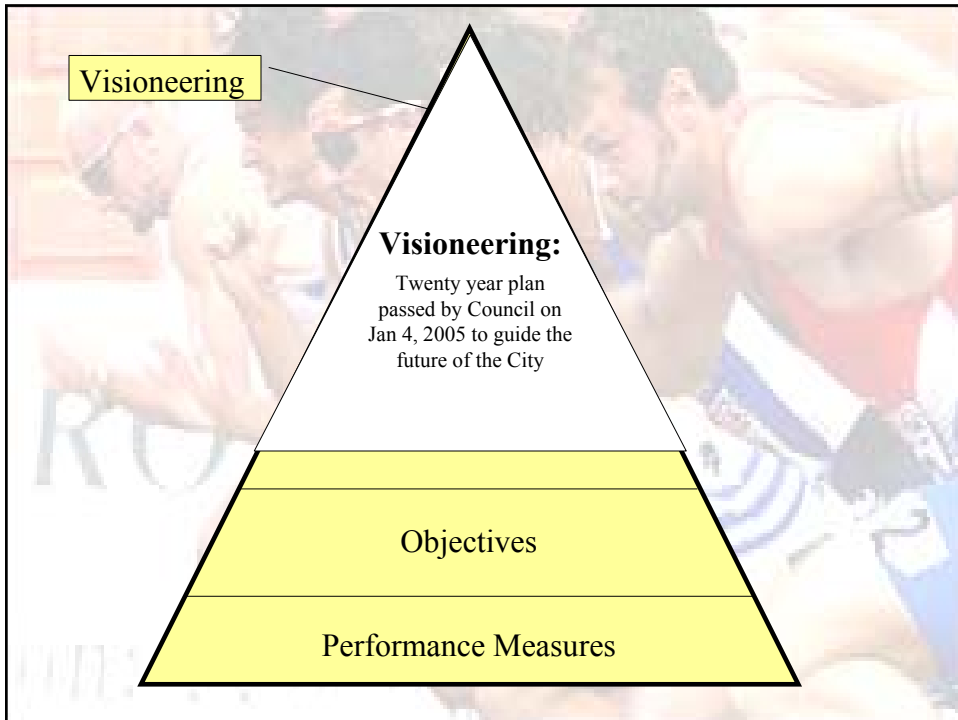 Visioneering
Visioneering:
Twenty year plan
passed by Council on
Jan 4, 2005 to guide the
future of the City
Objectives
Performance Measures